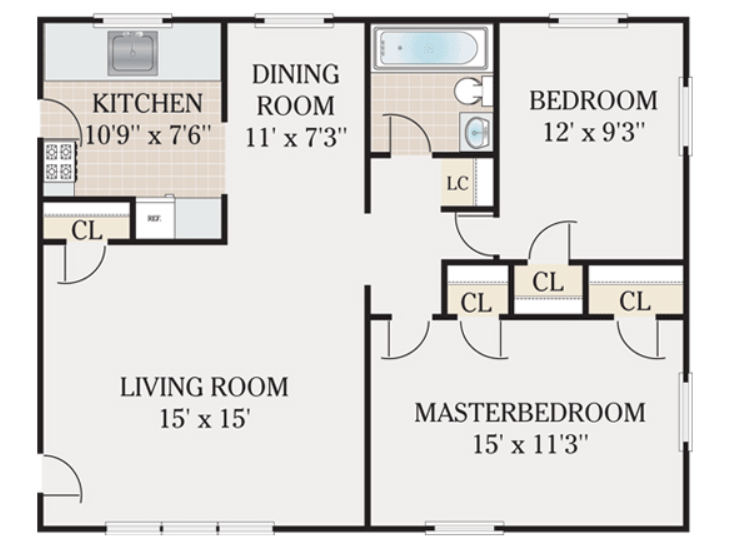 KITCHEN
10'9" x 7'6"
DINING
ROOM
11' x 7'3"
BEDROOM
12' x 9'3"
LC
REF.
CL
CL
CL
CL
LIVING ROOM
15' x 15'
MASTERBEDROOM
15' x 11'3"